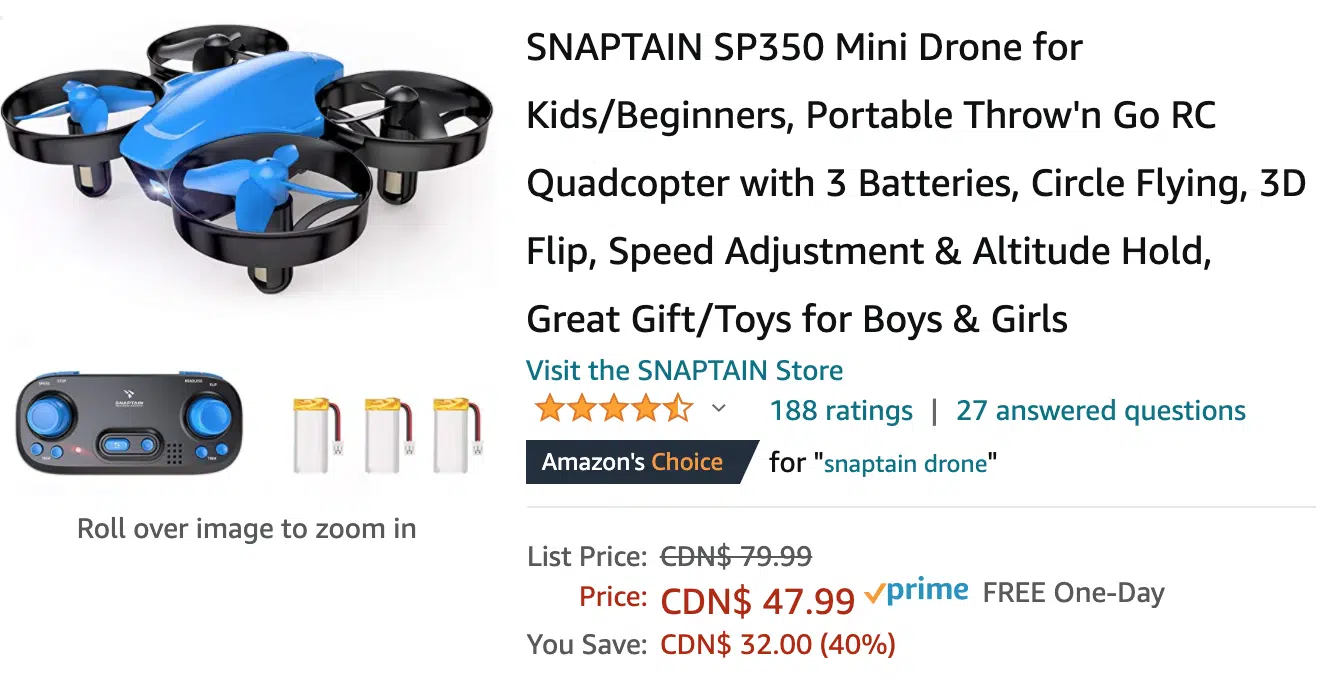 SNAPTAIN SP350 Mini Drone for
Kids/Beginners, Portable Throw'n Go RC
Quadcopter with 3 Batteries, Circle Flying, 3D
Flip, Speed Adjustment & Altitude Hold,
Great Gift/Toys for Boys & Girls
Visit the SNAPTAIN Store
188 ratings | 27 answered questions
Amazon's Choice for "snaptain drone"
SNAPTAIN
Roll over image to zoom in
List Price: CDN$ 79.99
Price: CDN$ 47.99 prime FREE One-Day
You Save: CDN$ 32.00 (40%)